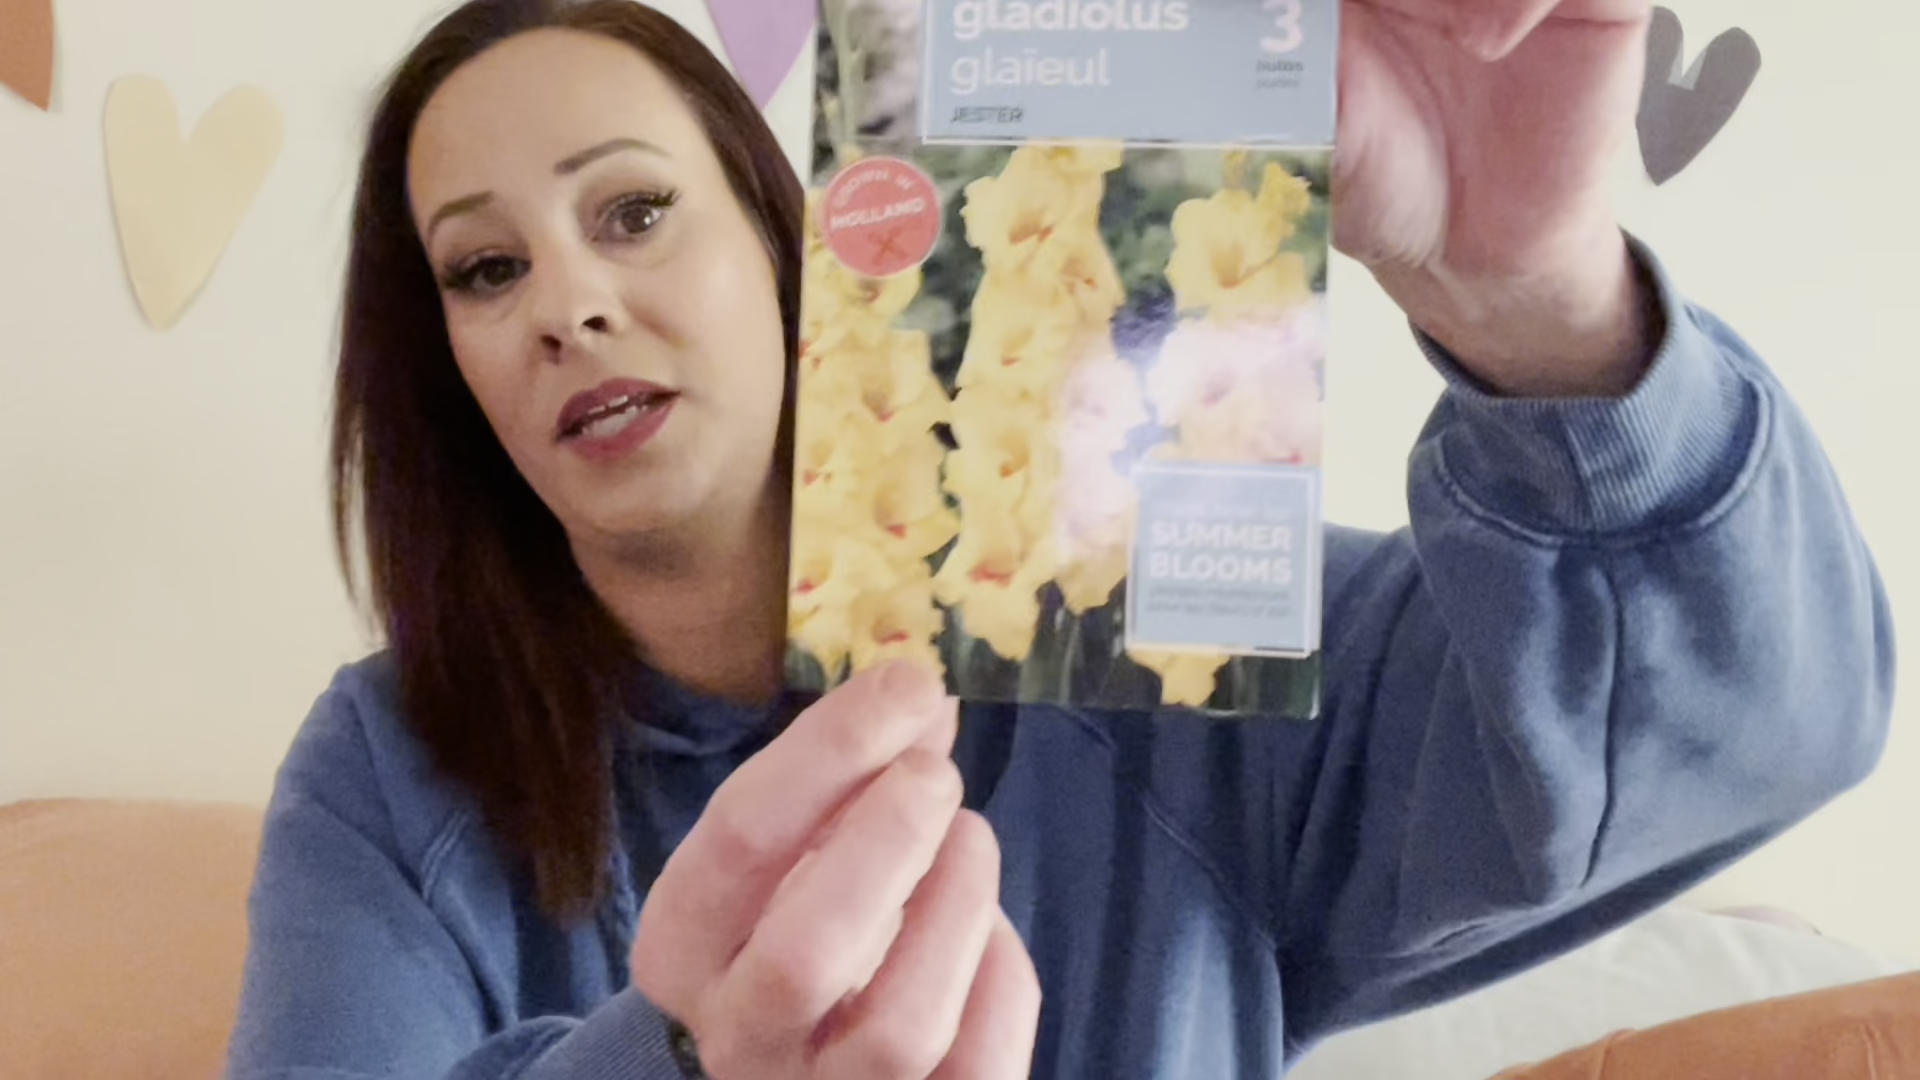 gladiolus
3
glaïeul
bulbs
JESTER
GROWN IN
HOLLAND
SUMMER
BLOOMS